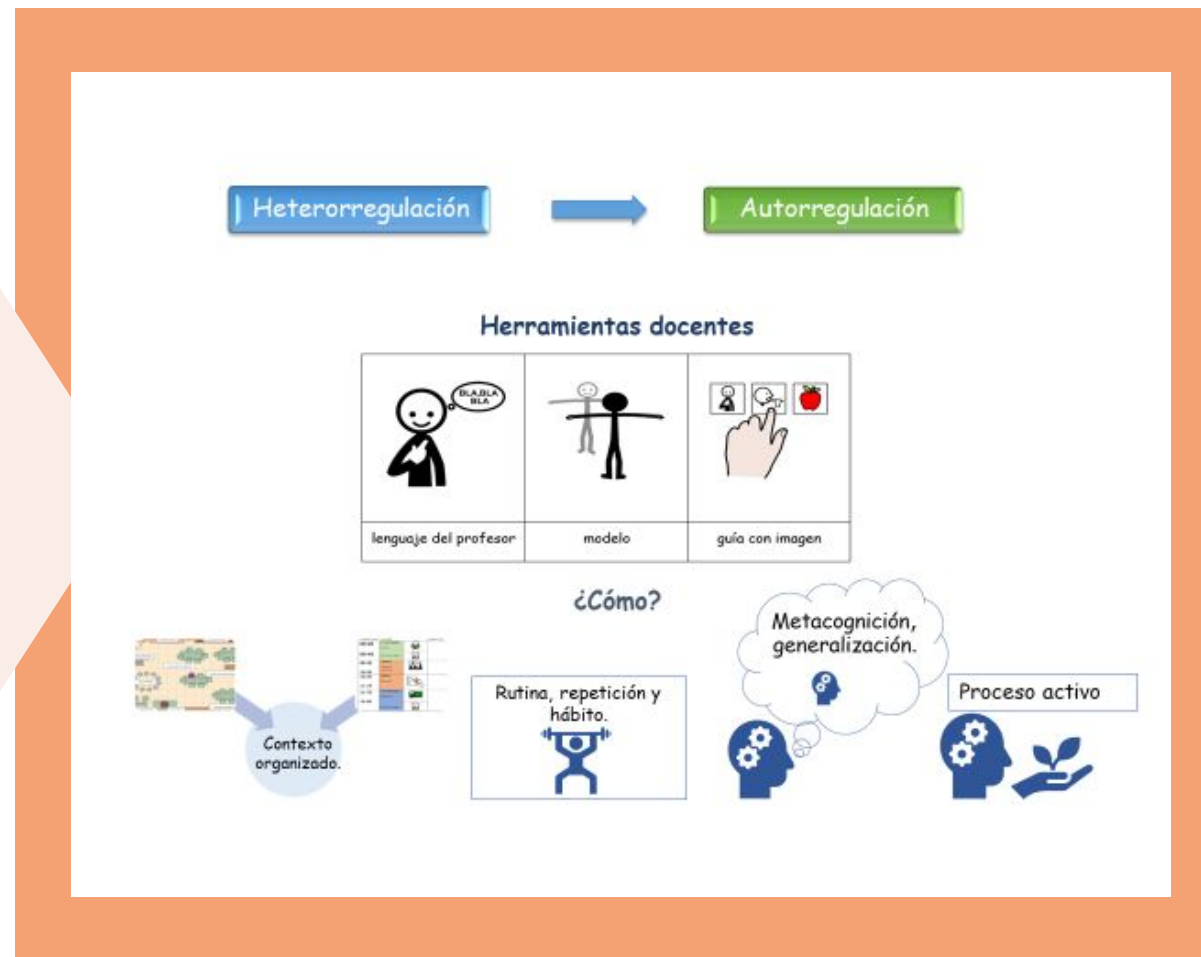 Heterorregulación
Autorregulación
Herramientas docentes
BLA,BLA
BLA
lenguaje del profesor
modelo
guía con imagen
¿Cómo?
Contexto
organizado.
Rutina, repetición y
hábito.
Metacognición,
generalización.
Proceso activo